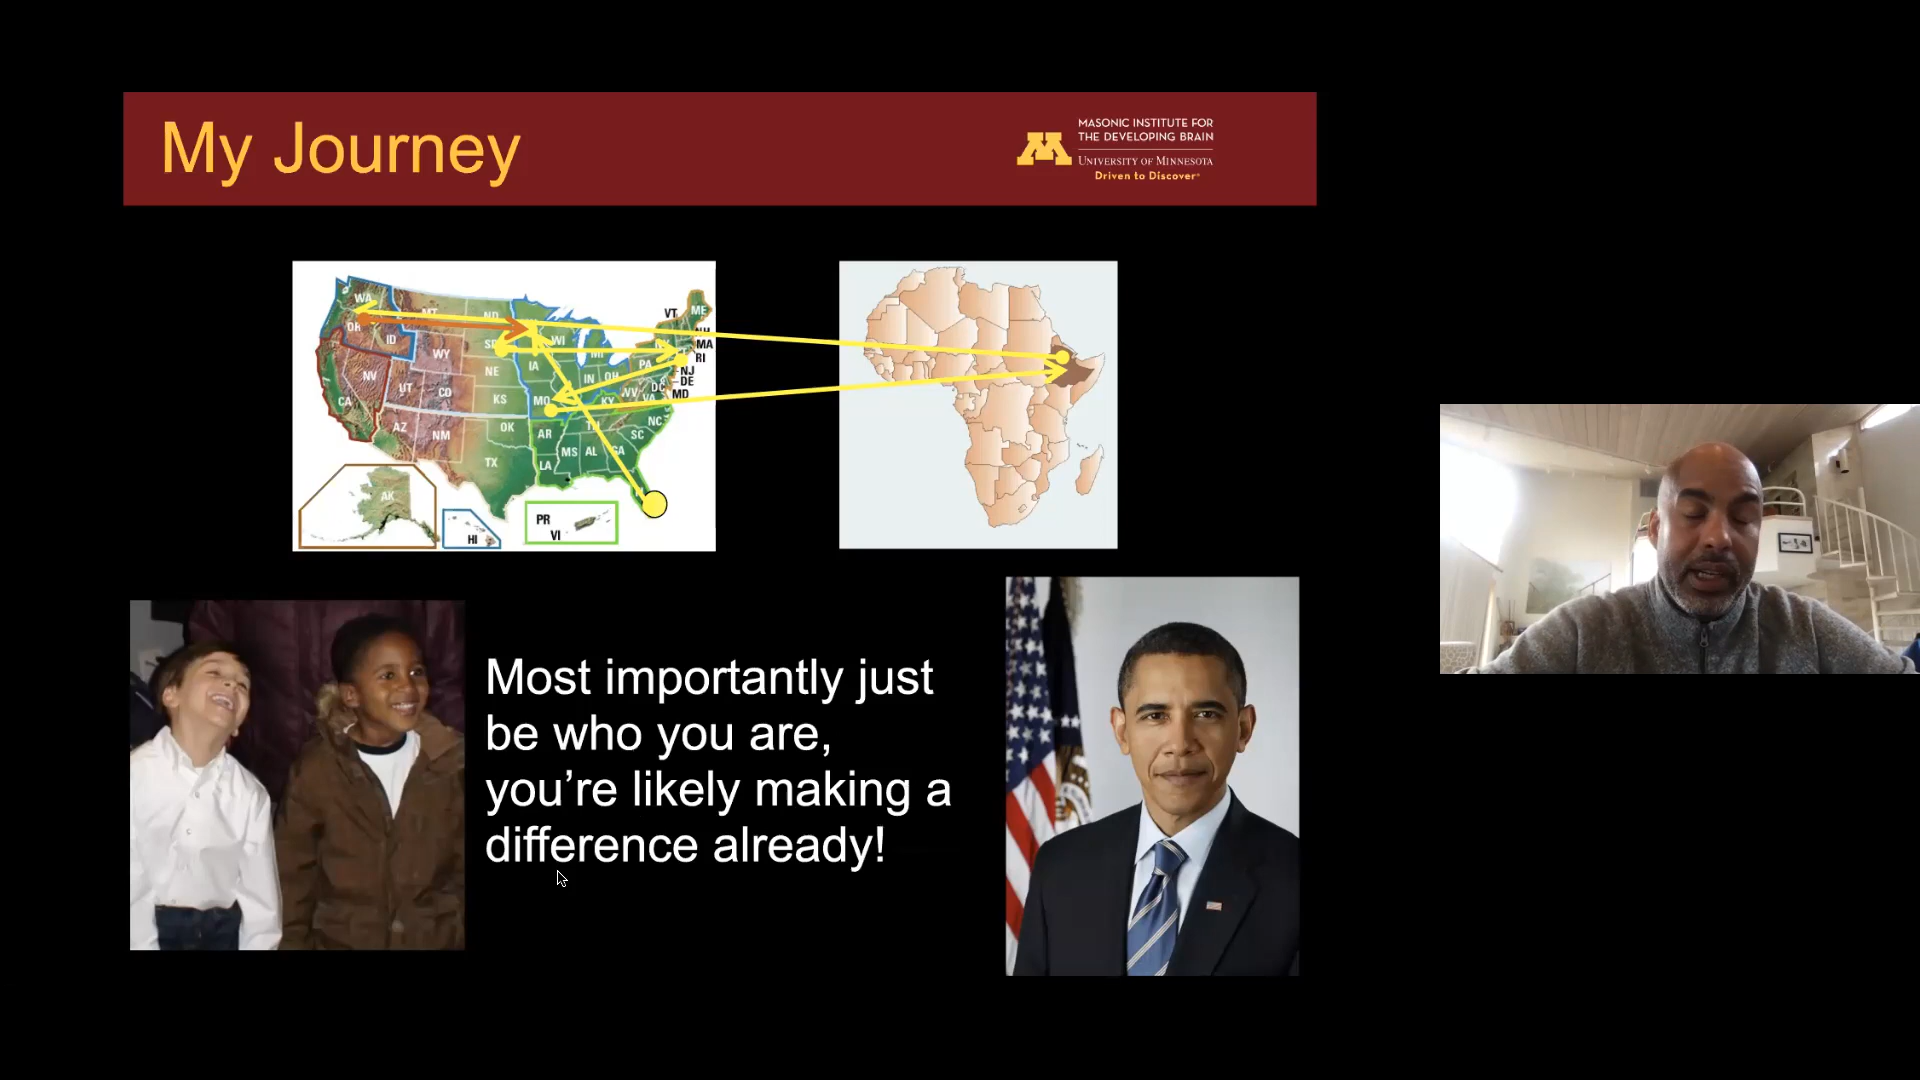 My Journey
MASONIC INSTITUTE FOR
THE DEVELOPING BRAIN
UNIVERSITY OF MINNESOTA
Driven to Discover®
WA
MT
ND
OR
ID
SD
WI
MI
WY
NE
IA
NV
UT
CO
KS
MO
IN
OH
PA
NY
VT
ME
NH
MA
RI
NJ
DE
DC
MD
WV
VA
KY
CA
AZ
NM
OK
AR
TN
NC
SC
TX
LA
MS
AL
GA
AK
HI
PR
VI
Most importantly just
be who you are,
you’re likely making a
difference already!